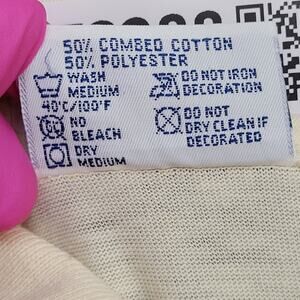 50% COMBED COTTON
50% POLYESTER
WASH
MEDIUM
40°C/100°F
DO NOT IRON
DECORATION
NO
BLEACH
DO NOT
DRY CLEAN IF
DECORATED
DRY
MEDIUM